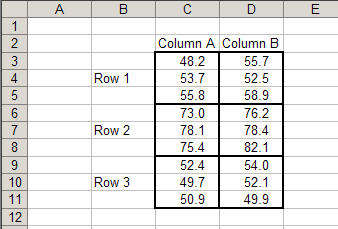 A B C D E
1
2 Column A Column B
3 48.2 55.7
4 Row 1 53.7 52.5
5 55.8 58.9
6 73.0 76.2
7 Row 2 78.1 78.4
8 75.4 82.1
9 52.4 54.0
10 Row 3 49.7 52.1
11 50.9 49.9
12